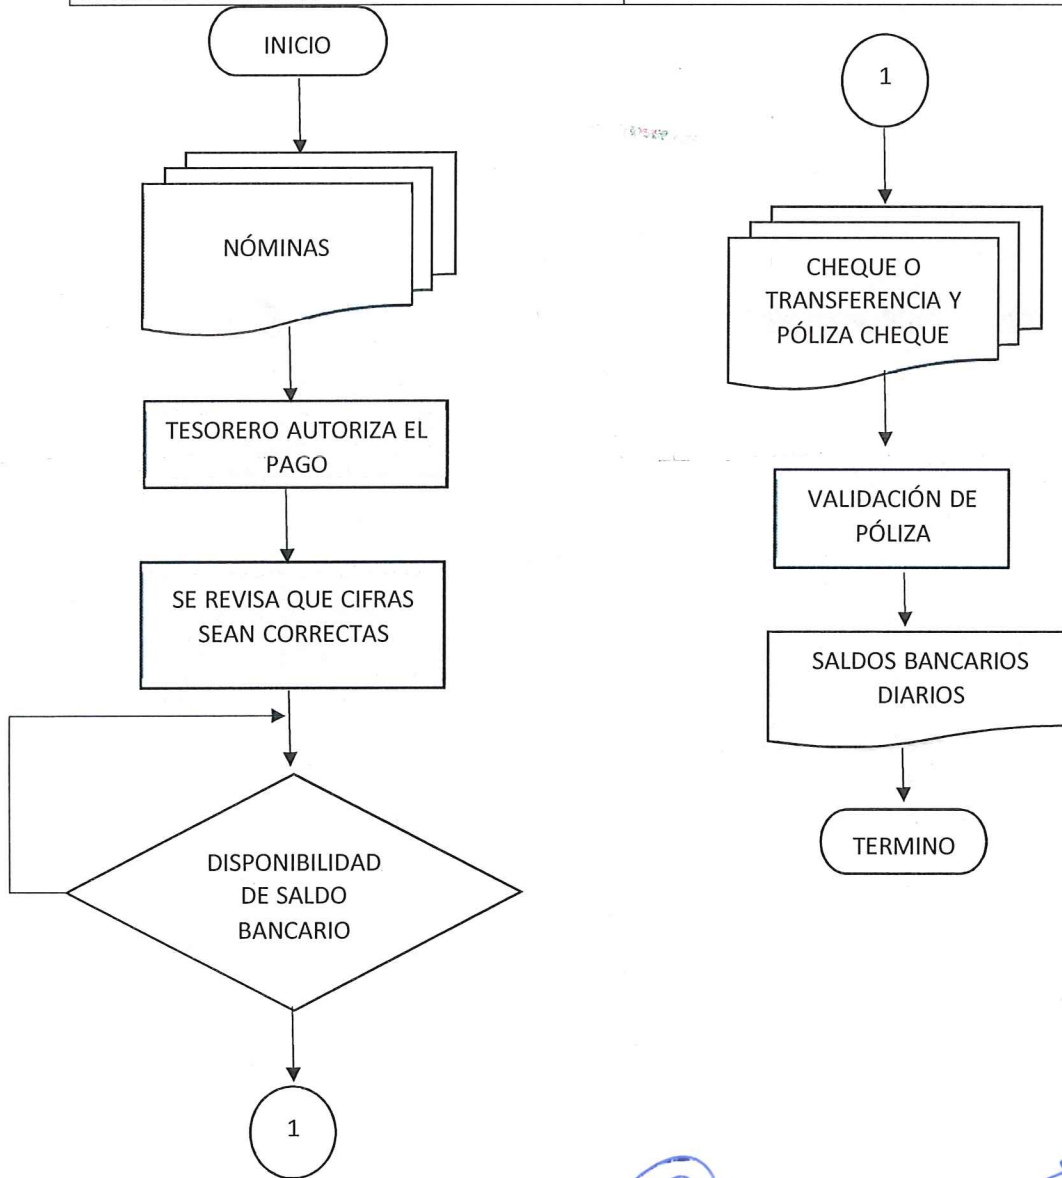 INICIO
NÓMINAS
TESORERO AUTORIZA EL
PAGO
SE REVISA QUE CIFRAS
SEAN CORRECTAS
DISPONIBILIDAD
DE SALDO
BANCARIO
1
1
CHEQUE O
TRANSFERENCIA Y
PÓLIZA CHEQUE
VALIDACIÓN DE
PÓLIZA
SALDOS BANCARIOS
DIARIOS
TERMINO